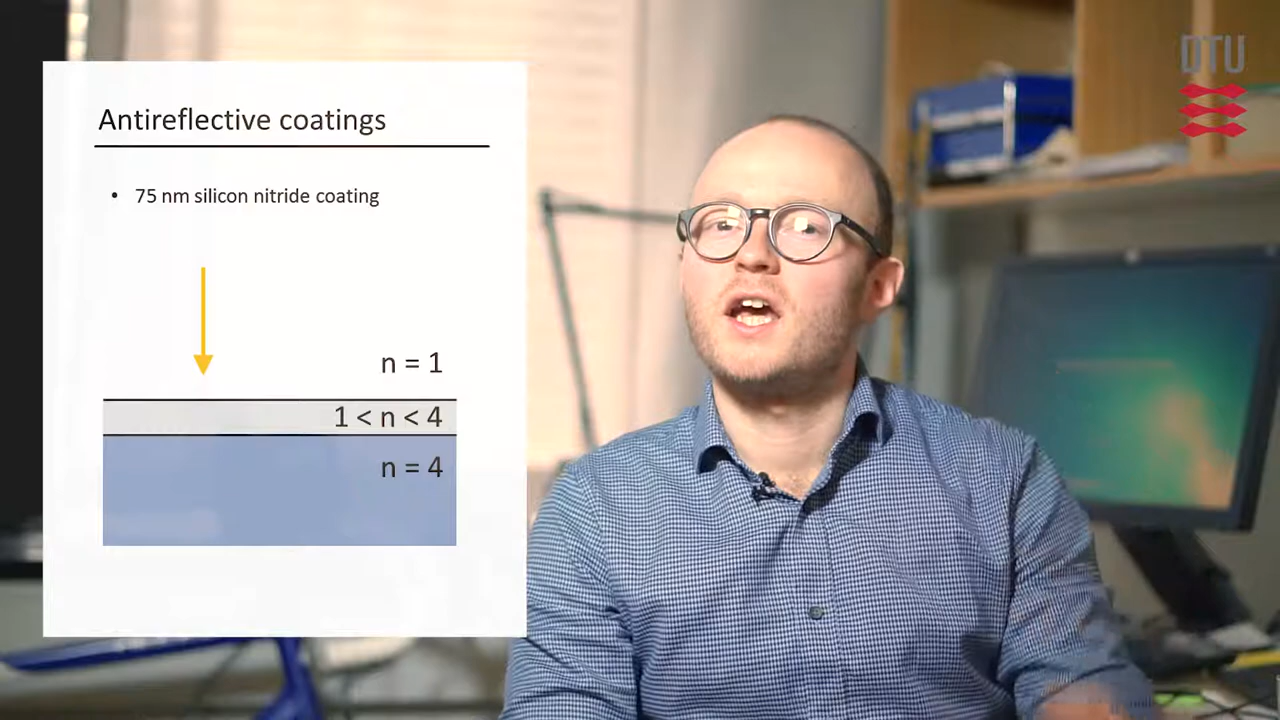 DTU
Antireflective coatings
• 75 nm silicon nitride coating
n = 1
1 < n < 4
n = 4